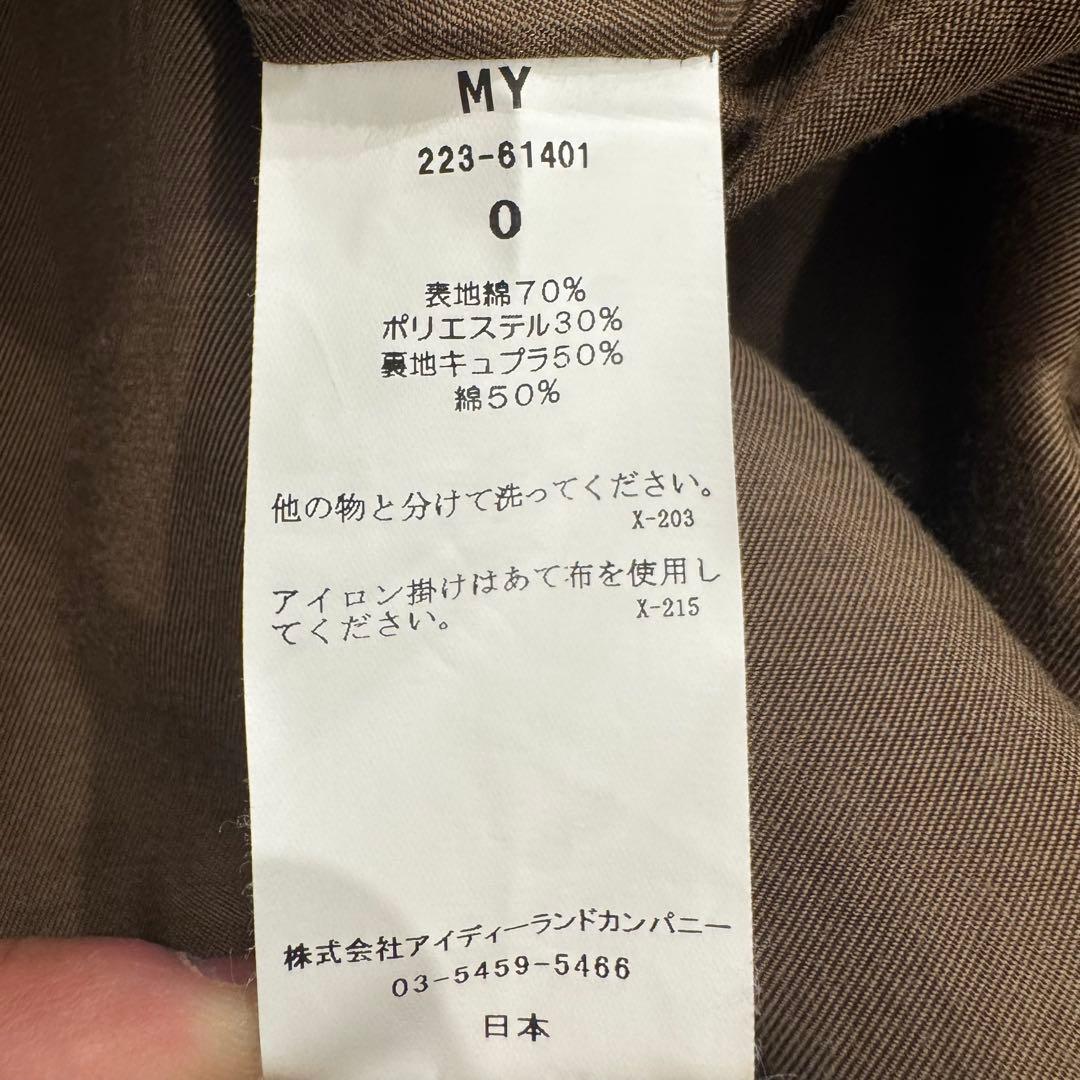 MY
223-61401
0
表地綿70%
ポリエステル30%
裏地キュプラ50%
綿50%
他の物と分けて洗ってください。
X-203
アイロン掛けはあて布を使用し
てください。
X-215
株式会社アイディーランドカンパニー
03-5459-5466
日本